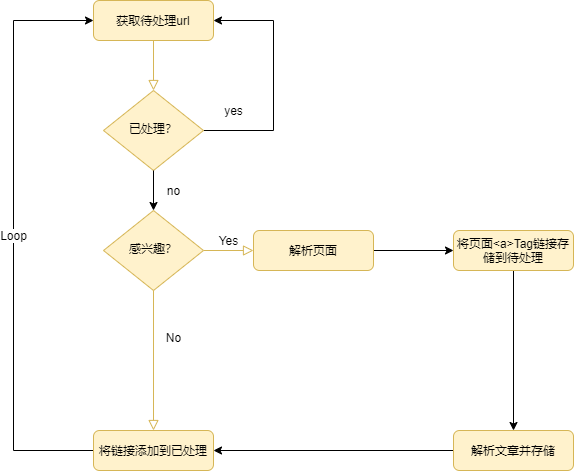 获取待处理url
yes
已处理?
no
Loop
感兴趣?
Yes
解析页面
将页面<a>Tag链接存
储到待处理
No
将链接添加到已处理
解析文章并存储